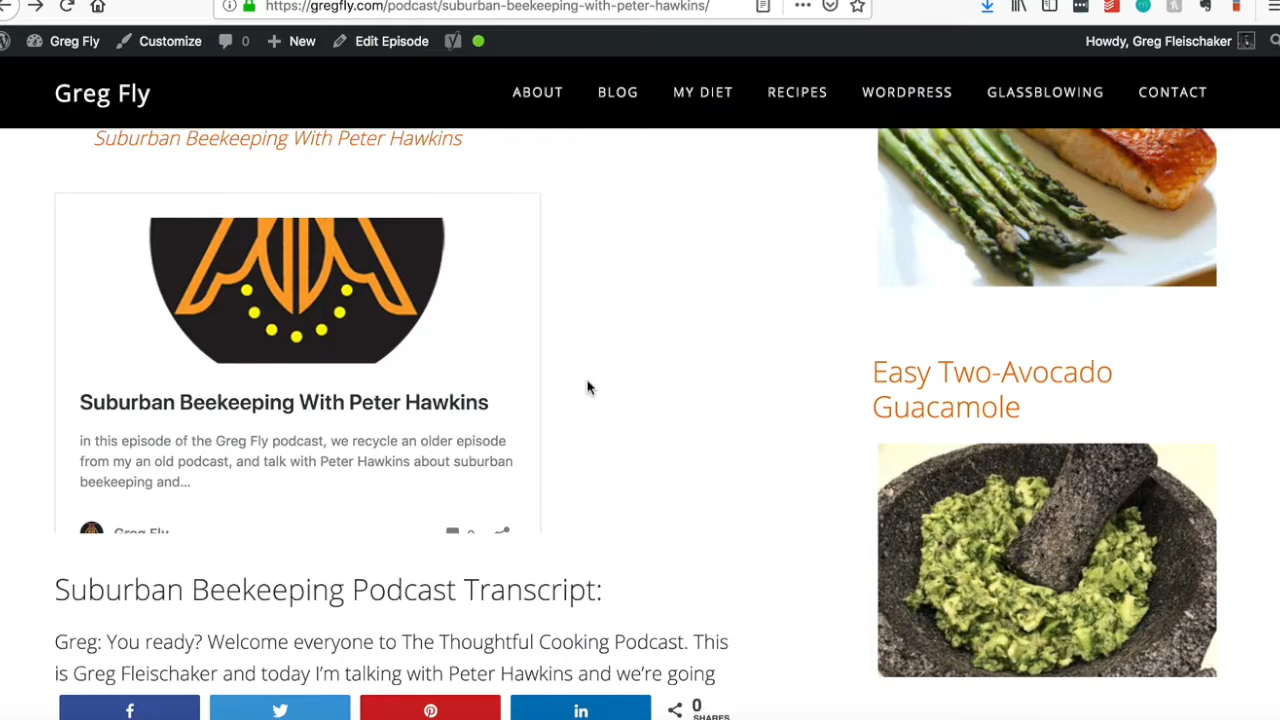 https://gregfly.com/podcast/suburban-beekeeping-with-peter-hawkins/
Greg Fly
Customize
0
New
Edit Episode
Howdy, Greg Fleischaker
Greg Fly
ABOUT
BLOG
MY DIET
RECIPES
WORDPRESS
GLASSBLOWING
CONTACT
Suburban Beekeeping With Peter Hawkins
Suburban Beekeeping With Peter Hawkins
in this episode of the Greg Fly podcast, we recycle an older episode
from my an old podcast, and talk with Peter Hawkins about suburban
beekeeping and...
Greg Fly
0
Suburban Beekeeping Podcast Transcript:
Greg: You ready? Welcome everyone to The Thoughtful Cooking Podcast. This
is Greg Fleischaker and today I'm talking with Peter Hawkins and we're going
0
SHARES
Easy Two-Avocado
Guacamole